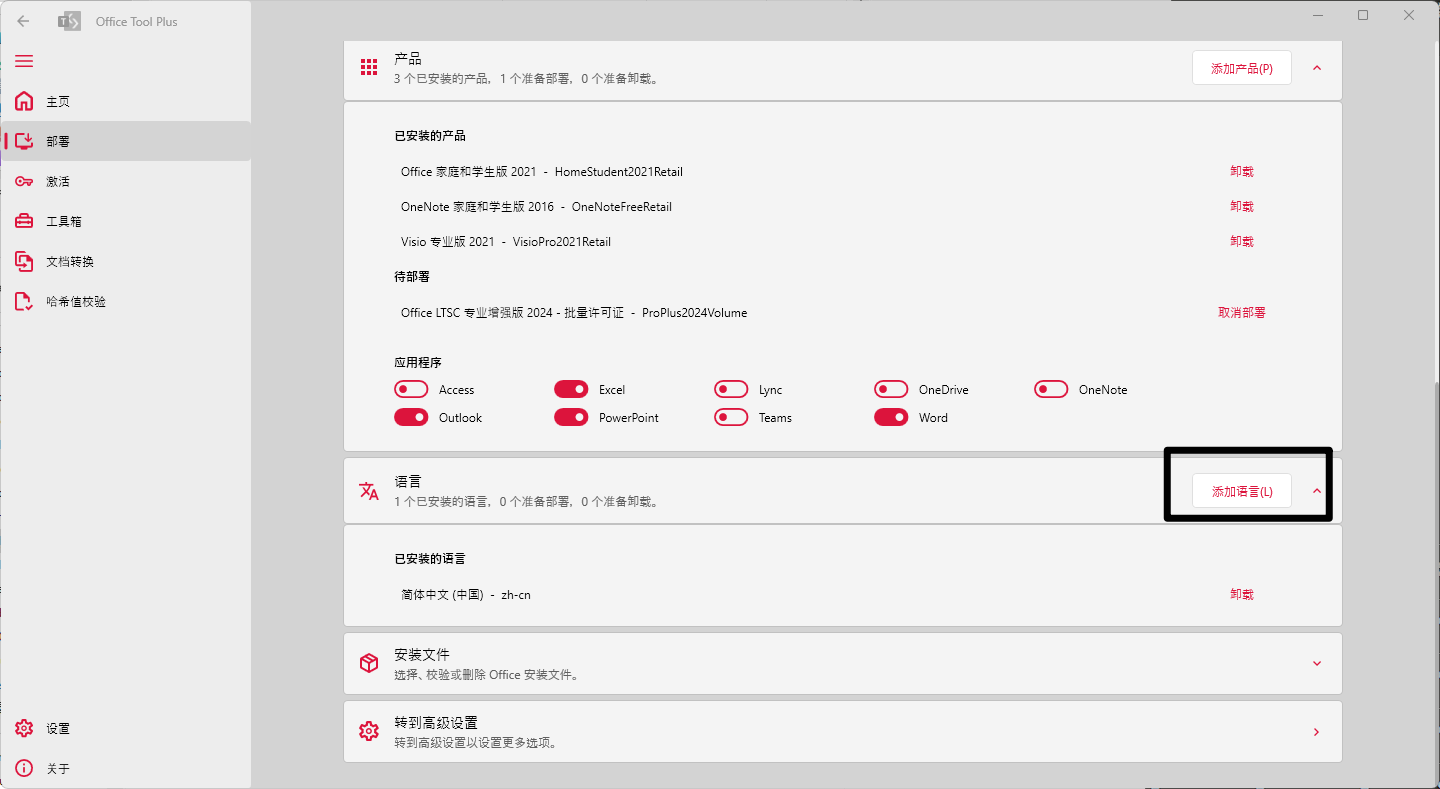 Office Tool Plus
主页
部署
激活
工具箱
文档转换
哈希值校验
设置
关于
产品
3 个已安装的产品，1 个准备部署，0 个准备卸载。
添加产品(P)
已安装的产品
Office 家庭和学生版 2021 - HomeStudent2021Retail 卸载
OneNote 家庭和学生版 2016 - OneNoteFreeRetail 卸载
Visio 专业版 2021 - VisioPro2021Retail 卸载
待部署
Office LTSC 专业增强版 2024 - 批量许可证 - ProPlus2024Volume 取消部署
应用程序
Access Excel Lync OneDrive OneNote
Outlook PowerPoint Teams Word
语言
1 个已安装的语言，0 个准备部署，0 个准备卸载。
添加语言(L)
已安装的语言
简体中文 (中国) - zh-cn 卸载
安装文件
选择、校验或删除 Office 安装文件。
转到高级设置
转到高级设置以设置更多选项。